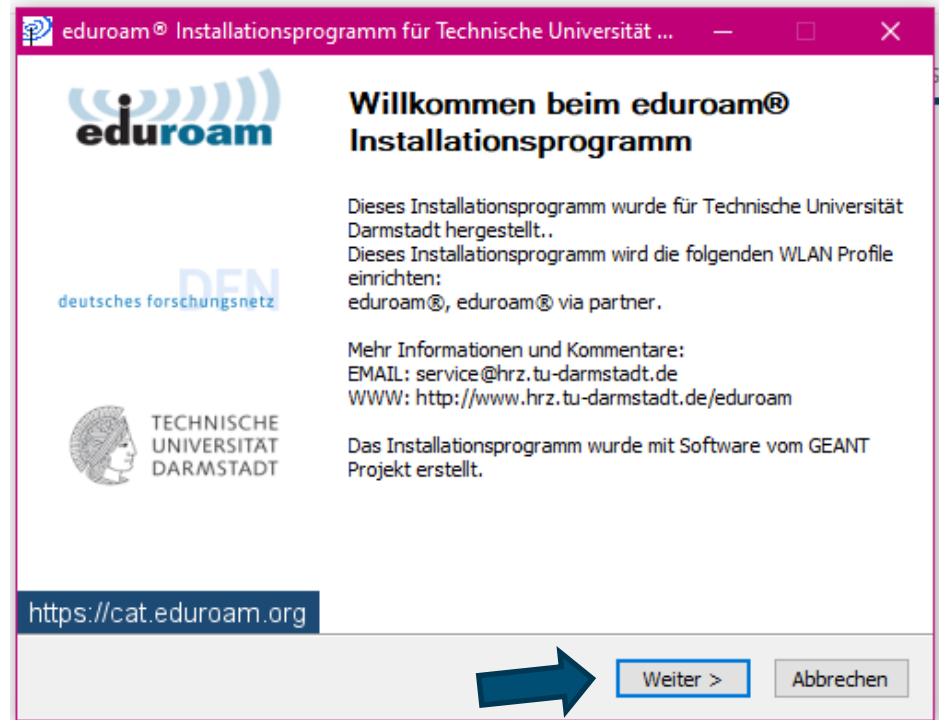 eduroam® Installationsprogramm für Technische Universität ...
eduroam
Willkommen beim eduroam®
Installationsprogramm
Dieses Installationsprogramm wurde für Technische Universität
Darmstadt hergestellt..
Dieses Installationsprogramm wird die folgenden WLAN Profile
einrichten:
eduroam®, eduroam® via partner.
DFN
deutsches forschungsnetz
Mehr Informationen und Kommentare:
EMAIL: service@hrz.tu-darmstadt.de
WWW: http://www.hrz.tu-darmstadt.de/eduroam
TECHNISCHE
UNIVERSITÄT
DARMSTADT
Das Installationsprogramm wurde mit Software vom GEANT
Projekt erstellt.
https://cat.eduroam.org
Weiter >
Abbrechen